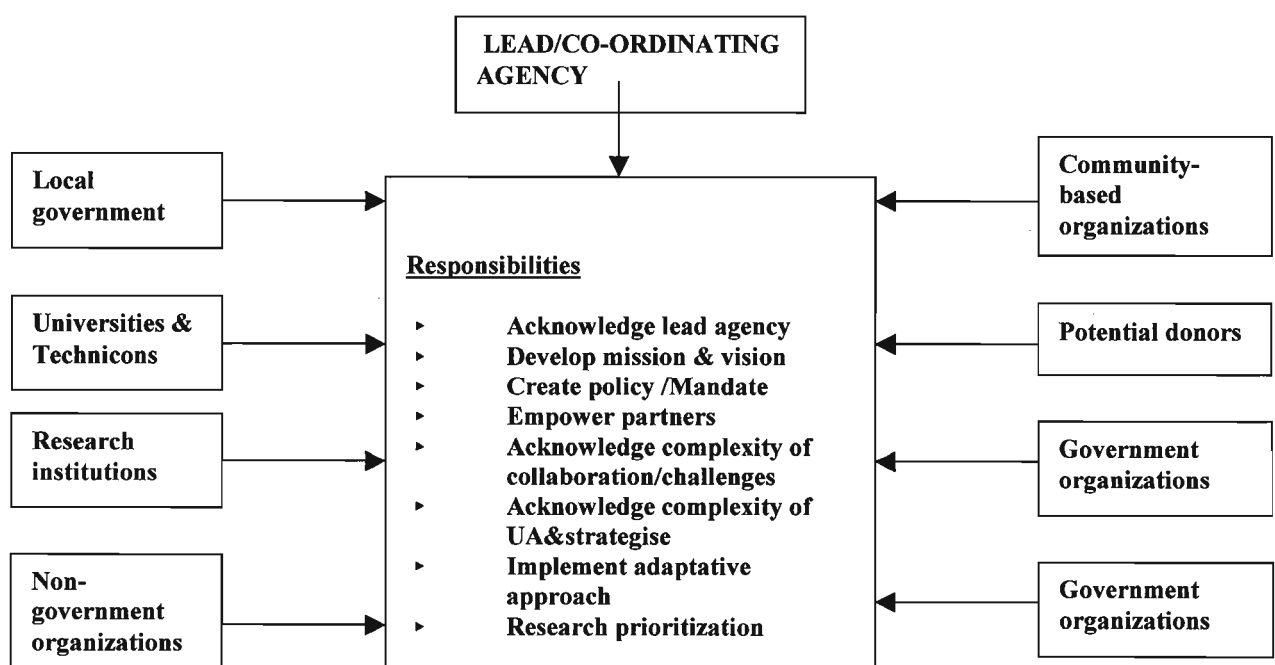 LEAD/CO-ORDINATING
AGENCY
Local
government
Universities &
Technicons
Research
institutions
Non-
government
organizations
Responsibilities
▸ Acknowledge lead agency
▸ Develop mission & vision
▸ Create policy /Mandate
▸ Empower partners
▸ Acknowledge complexity of
collaboration/challenges
▸ Acknowledge complexity of
UA&strategise
▸ Implement adaptative
approach
▸ Research prioritization
Community-
based
organizations
Potential donors
Government
organizations
Government
organizations